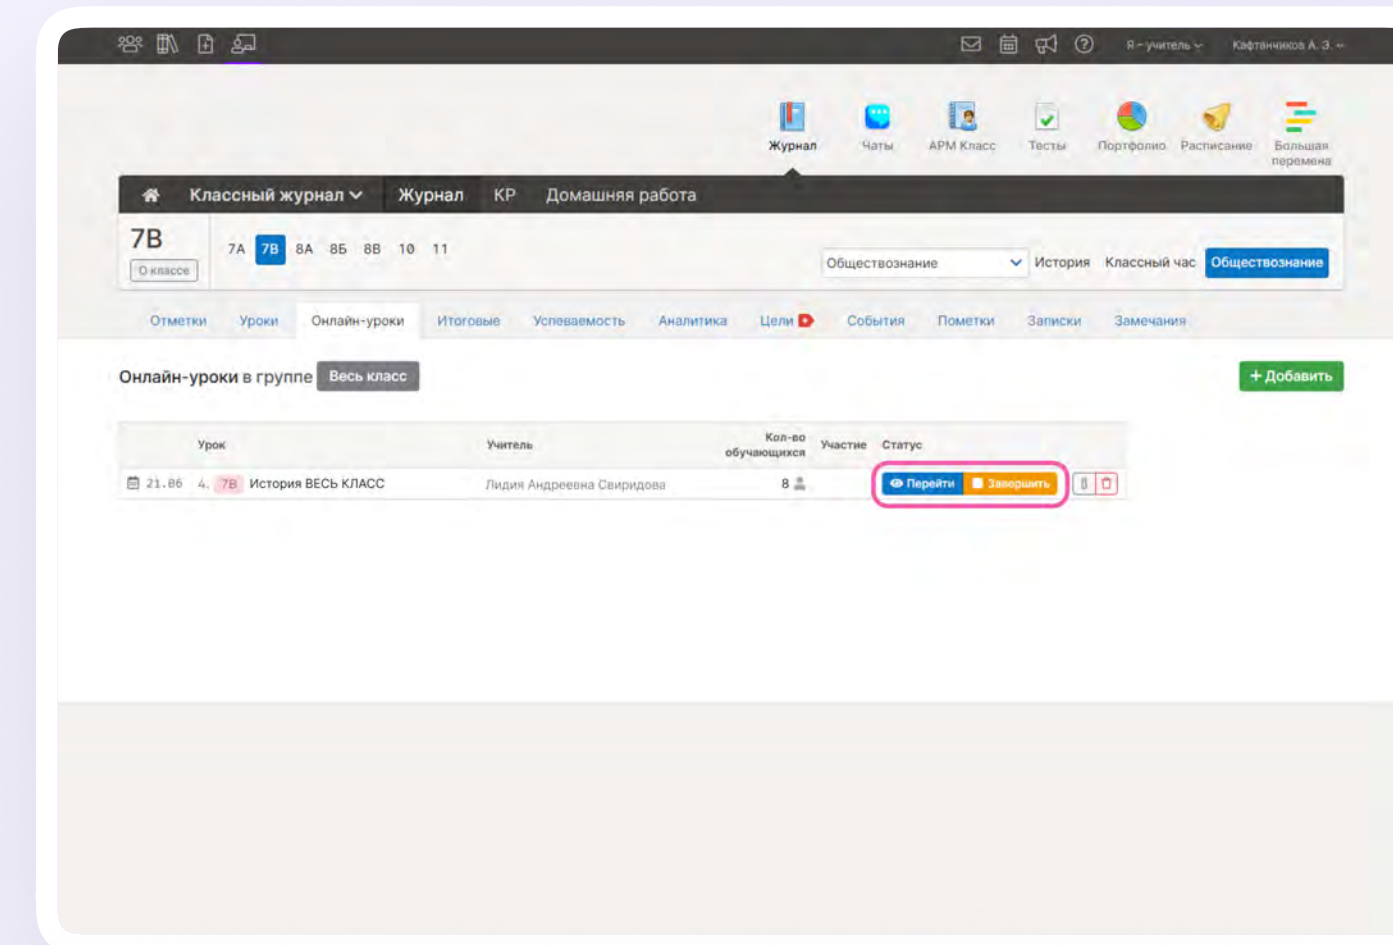 Я – учитель Кафтанчиков А. Э.
Журнал Чаты АРМ Класс Тесты Портфолио Расписание Большая перемена
Классный журнал Журнал КР Домашняя работа
7В 7А 7В 8А 8Б 8В 10 11
О классе Обществознание История Классный час Обществознание
Отметки Уроки Онлайн-уроки Итоговые Успеваемость Аналитика Цели События Пометки Записки Замечания
Онлайн-уроки в группе Весь класс + Добавить
Урок Учитель Кол-во обучающихся Участие Статус
21.06 4. 7В История ВЕСЬ КЛАСС Лидия Андреевна Свиридова 8 Перейти Завершить